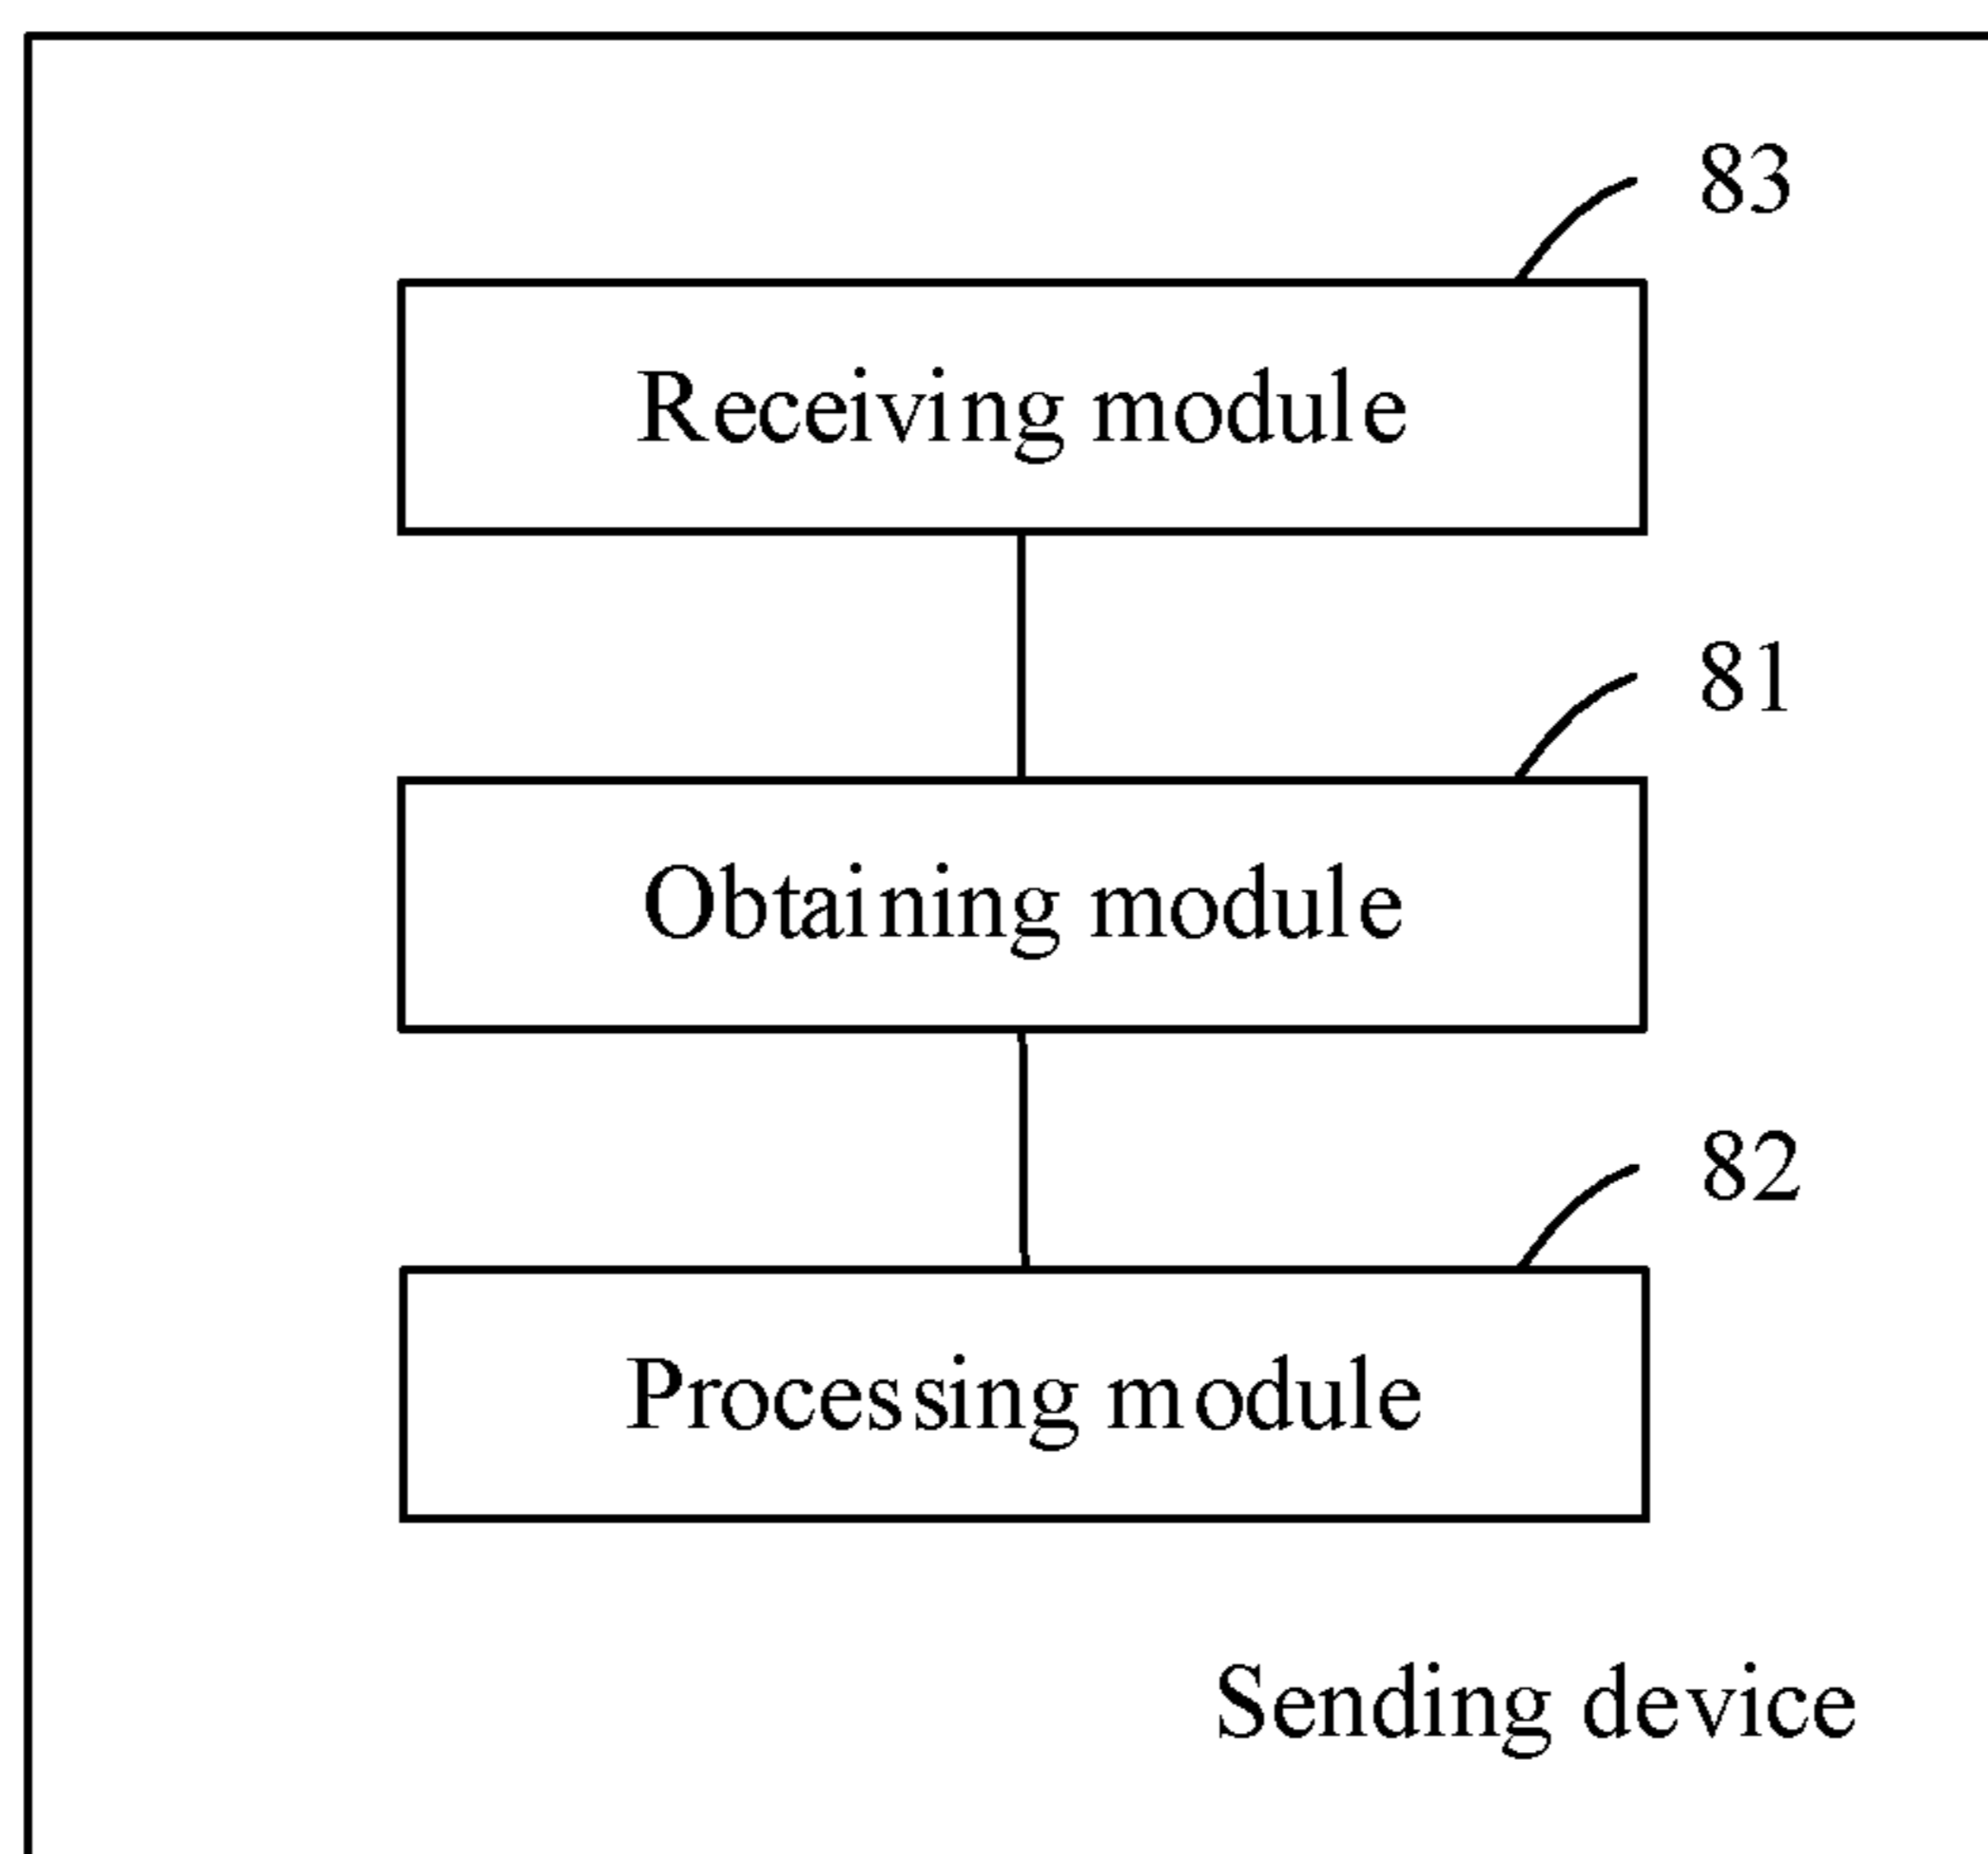 83
Receiving module
81
Obtaining module
82
Processing module
Sending device